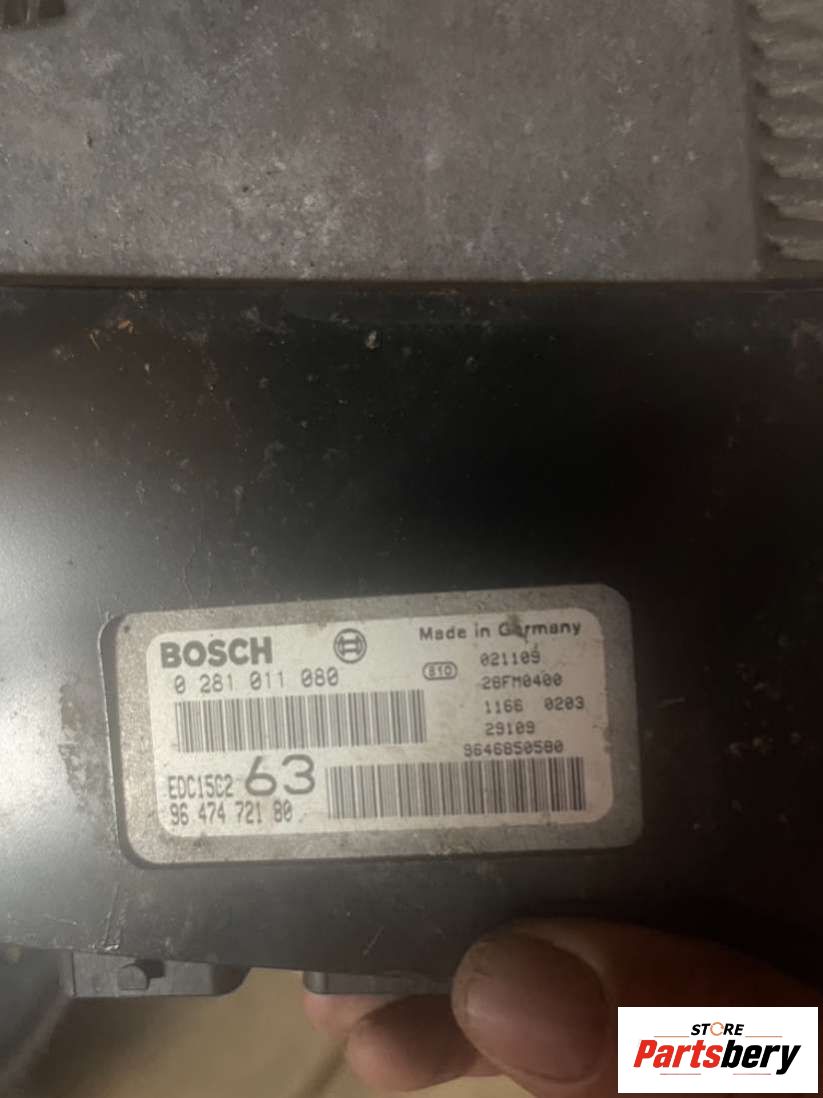 BOSCH
Made in Germany
0 281 011 080
810
021109
26FM0400
1166 0203
29109
9646850580
EDC15C2 63
96 474 721 80
STORE
Partsbery